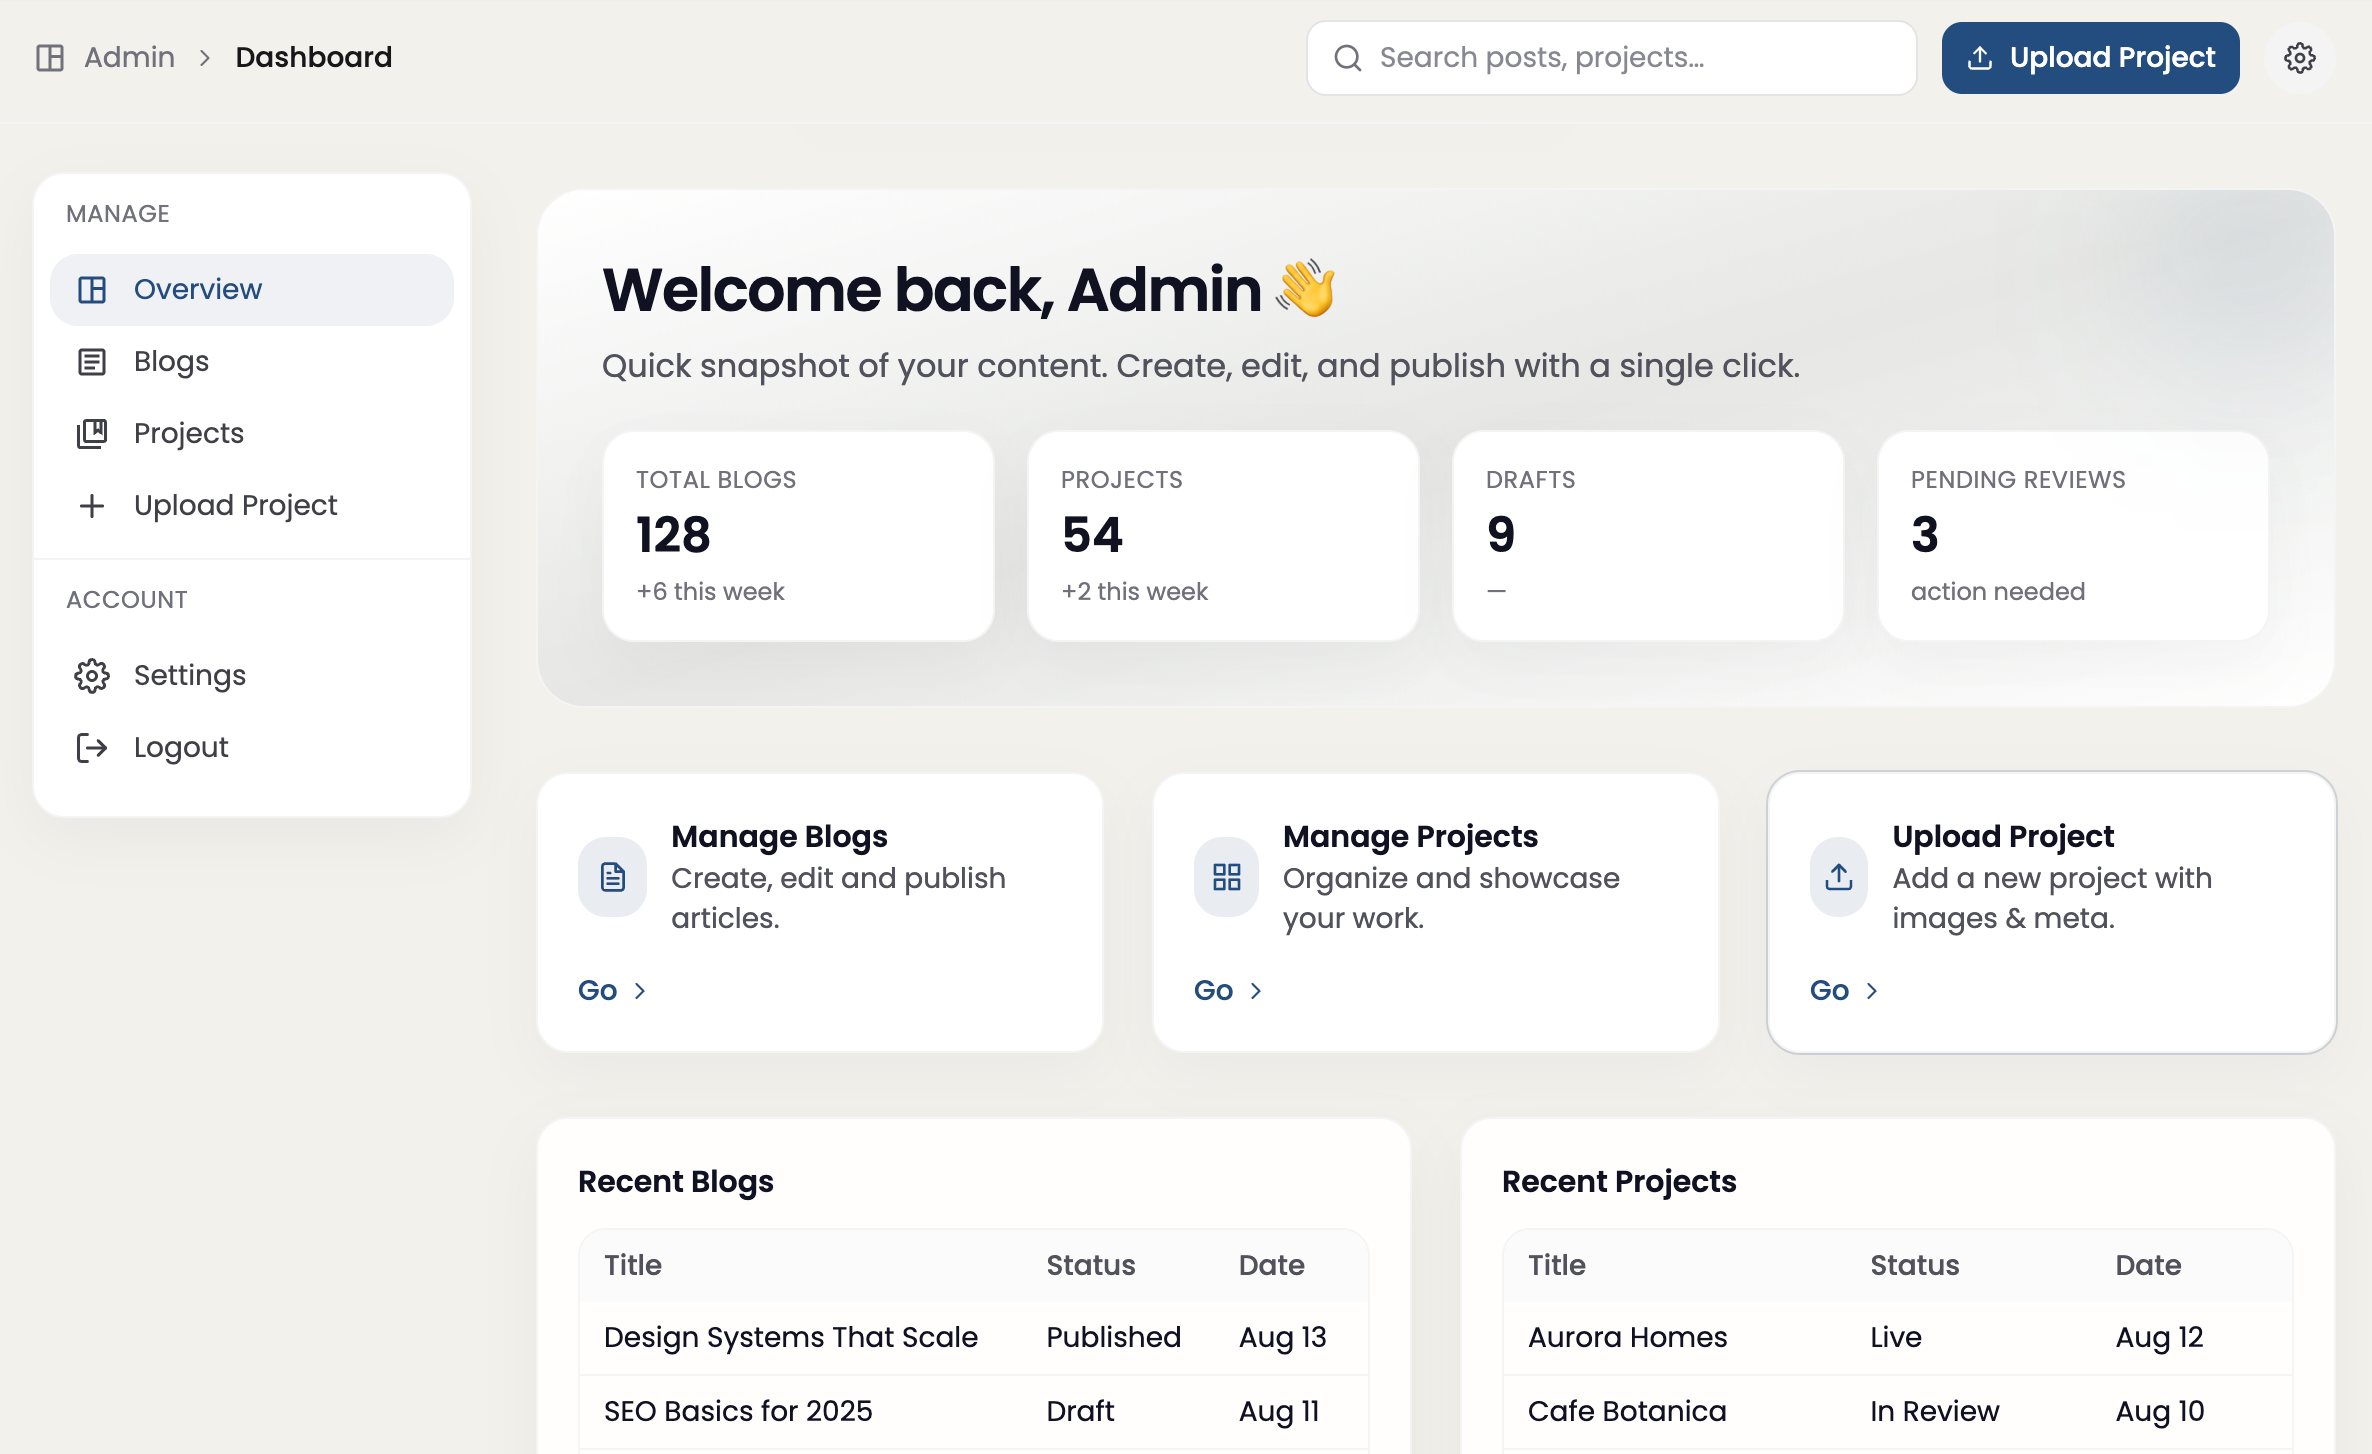 Admin > Dashboard
Search posts, projects...
Upload Project
MANAGE
Overview
Blogs
Projects
Upload Project
ACCOUNT
Settings
Logout
Welcome back, Admin 👋
Quick snapshot of your content. Create, edit, and publish with a single click.
TOTAL BLOGS
128
+6 this week
PROJECTS
54
+2 this week
DRAFTS
9
—
PENDING REVIEWS
3
action needed
Manage Blogs
Create, edit and publish
articles.
Go >
Manage Projects
Organize and showcase
your work.
Go >
Upload Project
Add a new project with
images & meta.
Go >
Recent Blogs
Title Status Date
Design Systems That Scale Published Aug 13
SEO Basics for 2025 Draft Aug 11
Recent Projects
Title Status Date
Aurora Homes Live Aug 12
Cafe Botanica In Review Aug 10